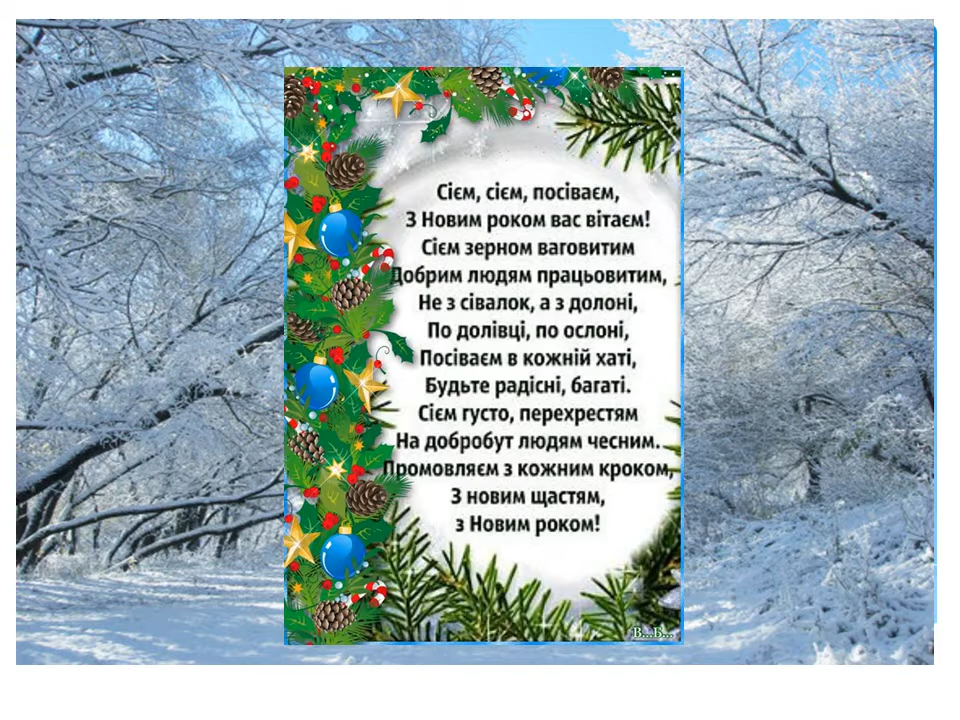 Сієм, сієм, посіваєм,
З Новим роком вас вітаєм!
Сієм зерном ваговитим
Добрим людям працьовитим,
Не з сівалок, а з долоні,
По долівці, по ослоні,
Посіваєм в кожній хаті,
Будьте радісні, багаті.
Сієм густо, перехрестям
На добробут людям чесним.
Промовляєм з кожним кроком,
З новим щастям,
з Новим роком!
В...Б...